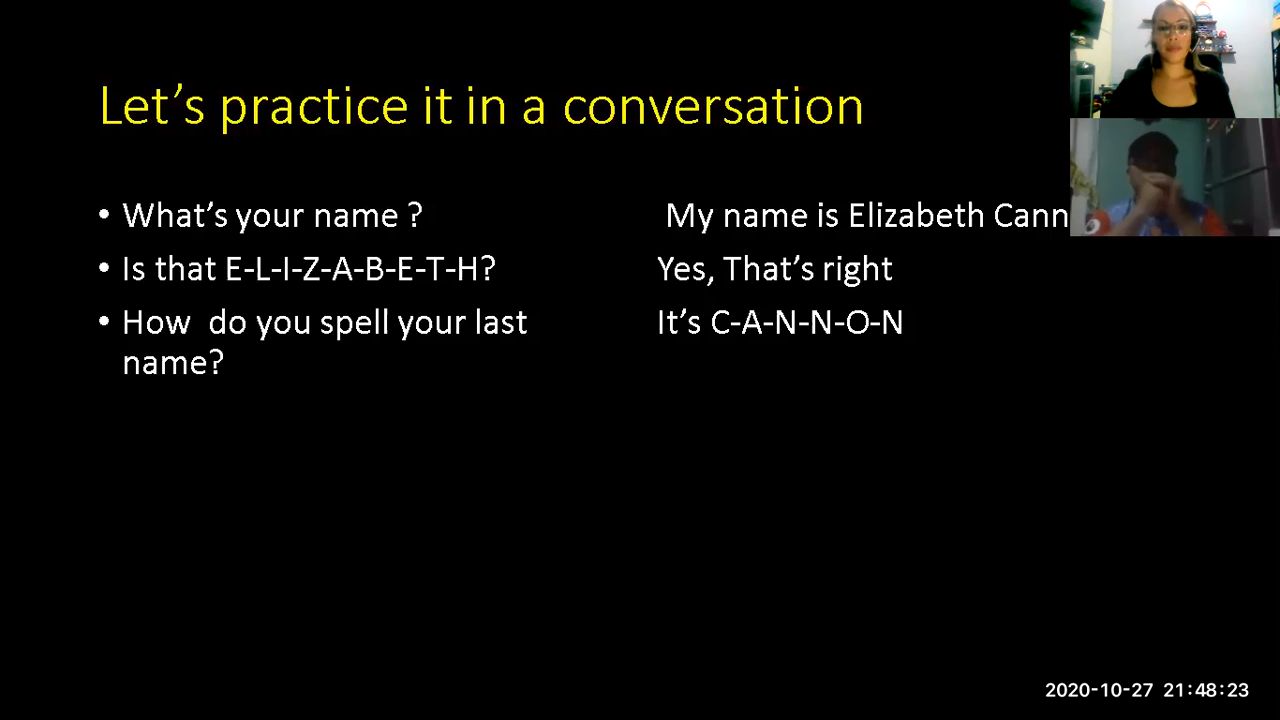 Let’s practice it in a conversation
• What’s your name ?
My name is Elizabeth
• Is that E-L-I-Z-A-B-E-T-H?
Yes, That’s right
• How  do you spell your last
name?
It’s C-A-N-N-O-N
2020-10-27 21:48:23